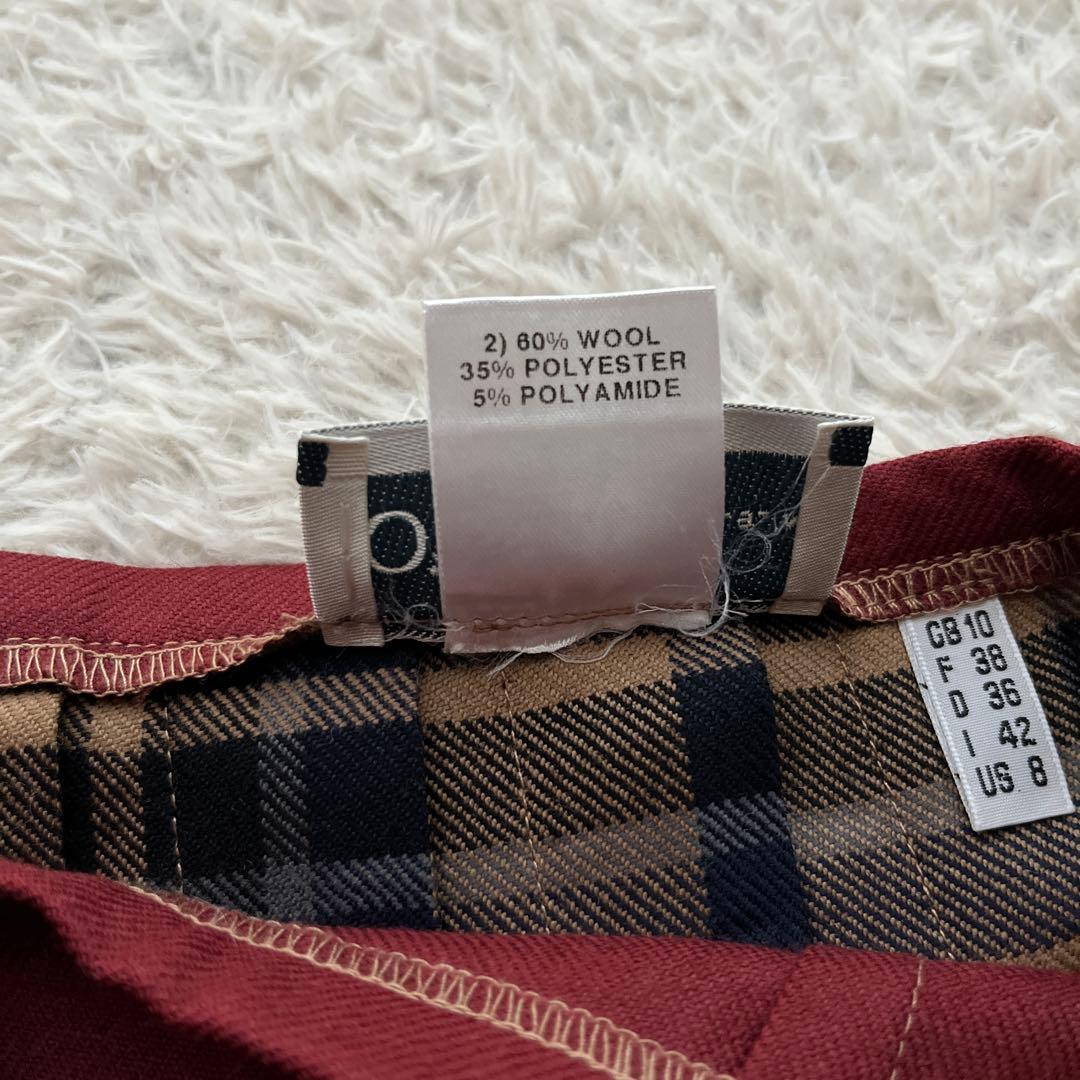 2) 60% WOOL
35% POLYESTER
5% POLYAMIDE
GB 10
F 38
D 36
I 42
US 8